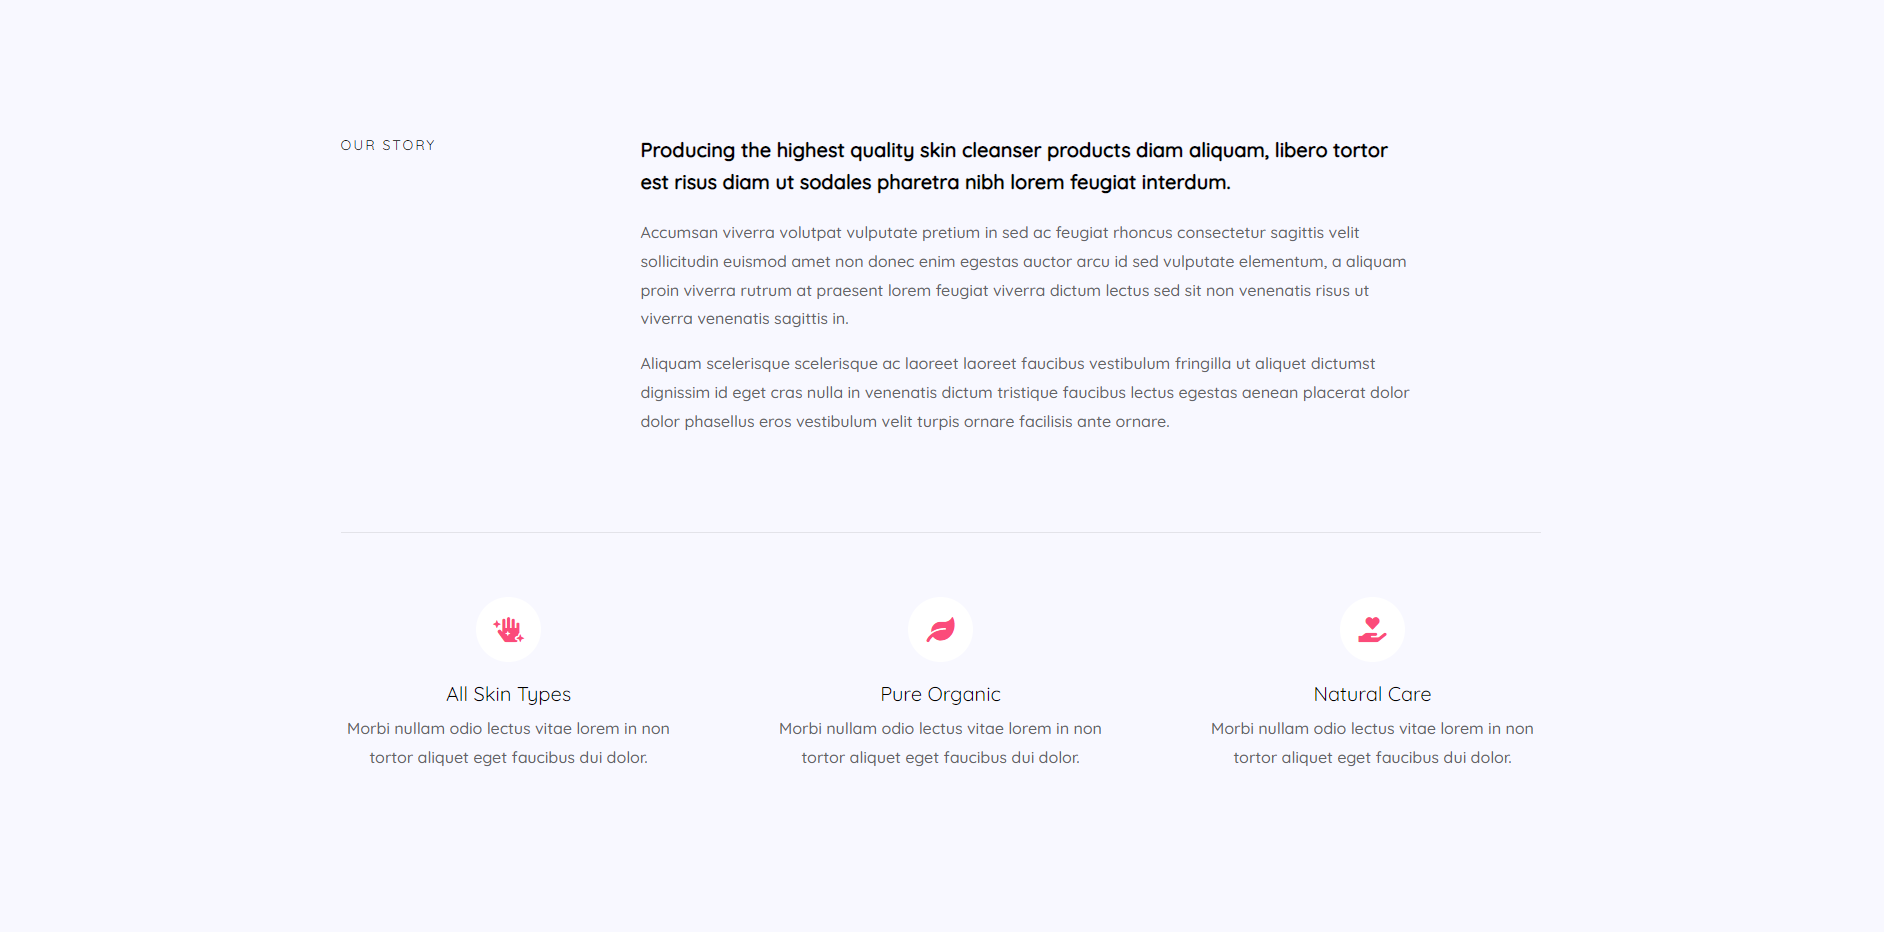 OUR STORY
Producing the highest quality skin cleanser products diam aliquam, libero tortor
est risus diam ut sodales pharetra nibh lorem feugiat interdum.
Accumsan viverra volutpat vulputate pretium in sed ac feugiat rhoncus consectetur sagittis velit
sollicitudin euismod amet non donec enim egestas auctor arcu id sed vulputate elementum, a aliquam
proin viverra rutrum at praesent lorem feugiat viverra dictum lectus sed sit non venenatis risus ut
viverra venenatis sagittis in.
Aliquam scelerisque scelerisque ac laoreet laoreet faucibus vestibulum fringilla ut aliquet dictumst
dignissim id eget cras nulla in venenatis dictum tristique faucibus lectus egestas aenean placerat dolor
dolor phasellus eros vestibulum velit turpis ornare facilisis ante ornare.
All Skin Types
Morbi nullam odio lectus vitae lorem in non
tortor aliquet eget faucibus dui dolor.
Pure Organic
Morbi nullam odio lectus vitae lorem in non
tortor aliquet eget faucibus dui dolor.
Natural Care
Morbi nullam odio lectus vitae lorem in non
tortor aliquet eget faucibus dui dolor.